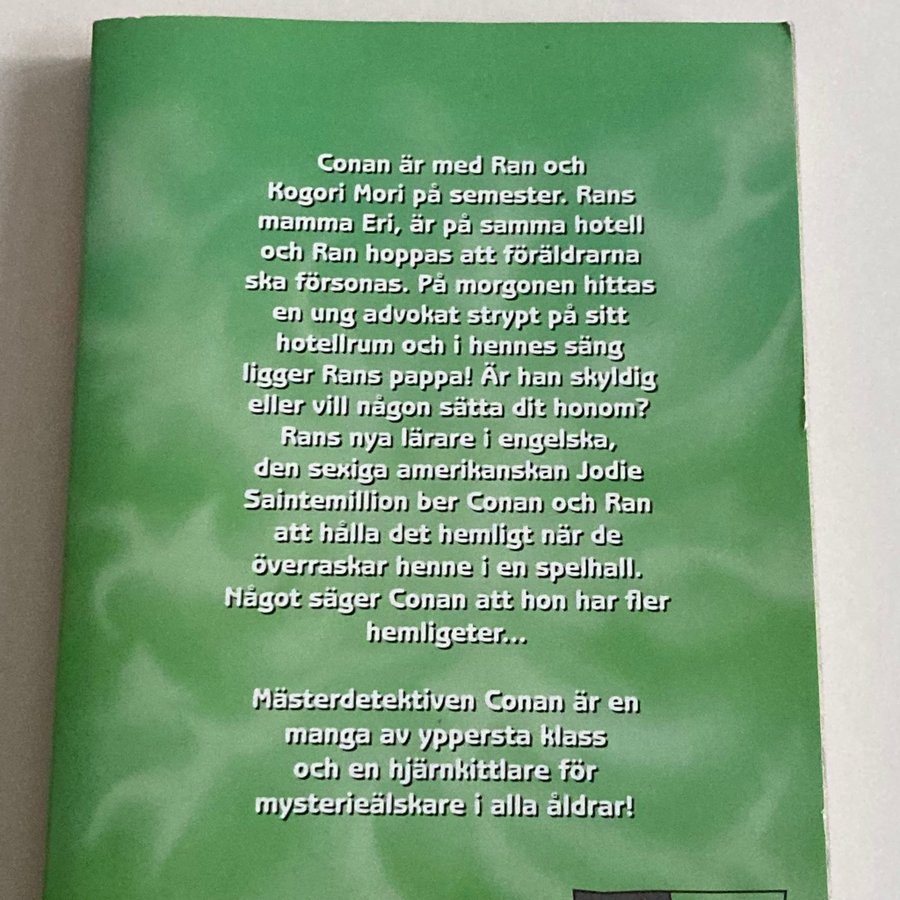 Conan är med Ran och
Kogori Mori på semester. Rans
mamma Eri, är på samma hotell
och Ran hoppas att föräldrarna
ska försonas. På morgonen hittas
en ung advokat strypt på sitt
hotellrum och i hennes säng
ligger Rans pappa! Är han skyldig
eller vill någon sätta dit honom?
Rans nya lärare i engelska,
den sexiga amerikanskan Jodie
Saintemillion ber Conan och Ran
att hålla det hemligt när de
överraskar henne i en spelhall.
Något säger Conan att hon har fler
hemligeter...
Mästerdetektiven Conan är en
manga av yppersta klass
och en hjärnkittlare för
mysterieälskare i alla åldrar!